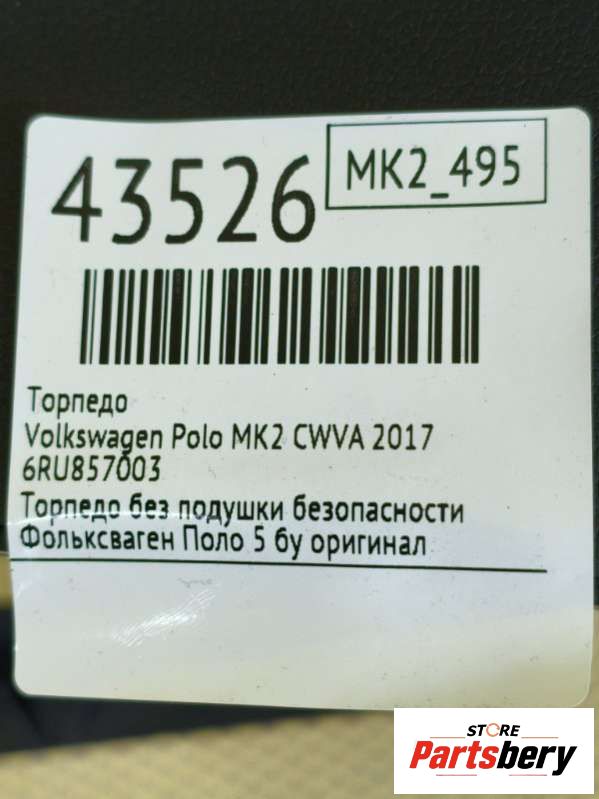 43526
MK2_495
Торпедо
Volkswagen Polo MK2 CWVA 2017
6RU857003
Торпедо без подушки безопасности
Фольксваген Поло 5 бу оригинал
STORE
Partsbery